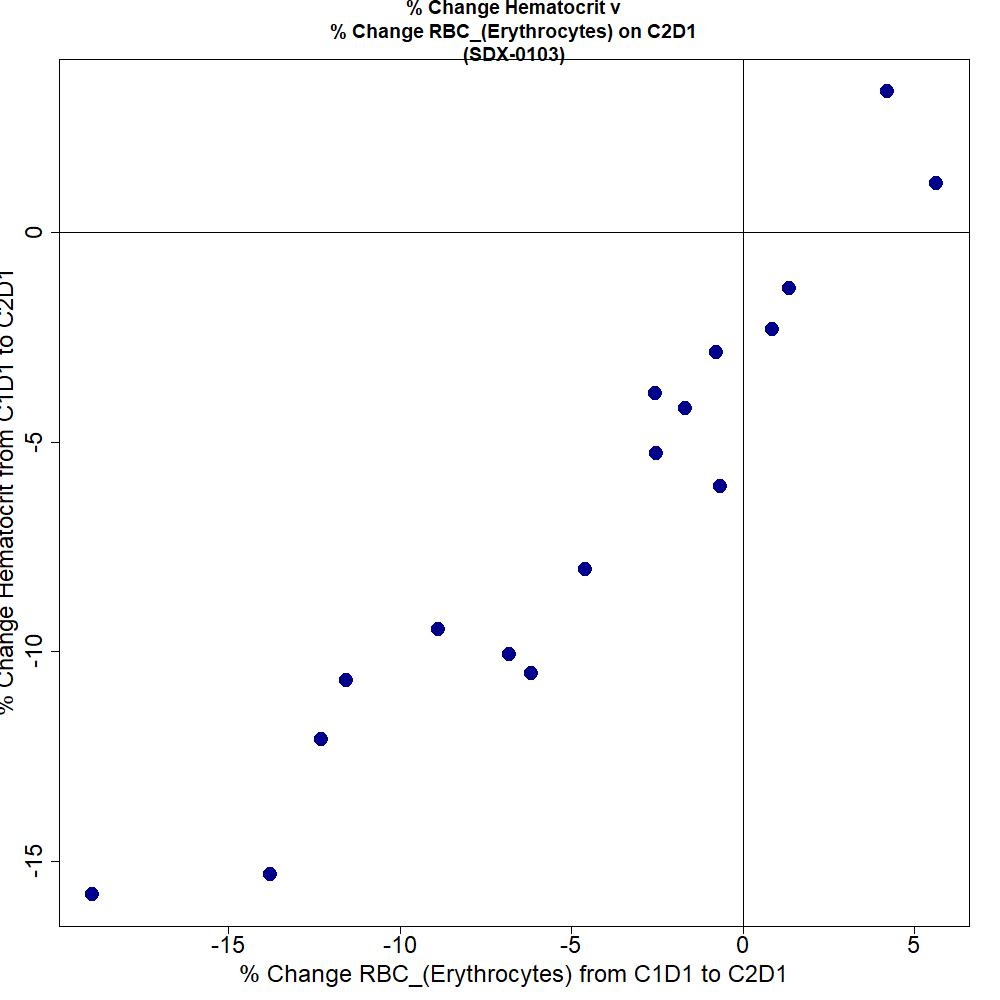 % Change Hematocrit v
% Change RBC_(Erythrocytes) on C2D1
(SDX-0103)
% Change Hematocrit from C1D1 to C2D1
0
-5
-10
-15
-15
-10
-5
0
5
% Change RBC_(Erythrocytes) from C1D1 to C2D1